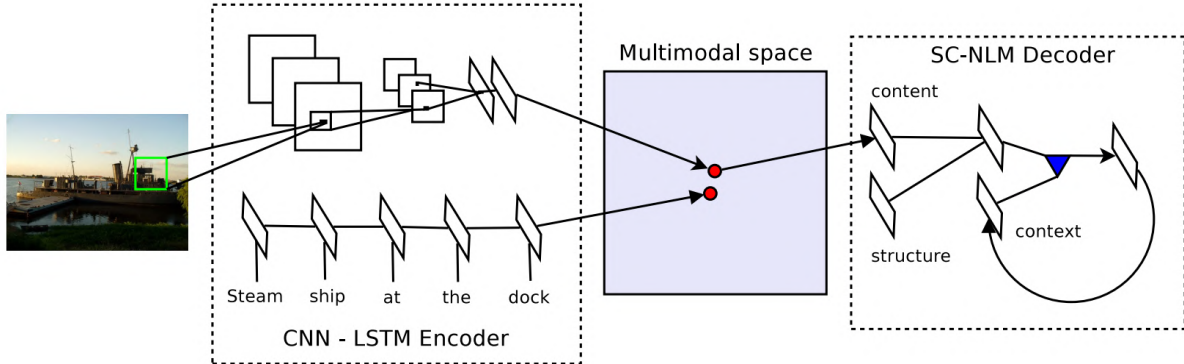 Steam ship at the dock
CNN - LSTM Encoder
Multimodal space
SC-NLM Decoder
content
structure
context